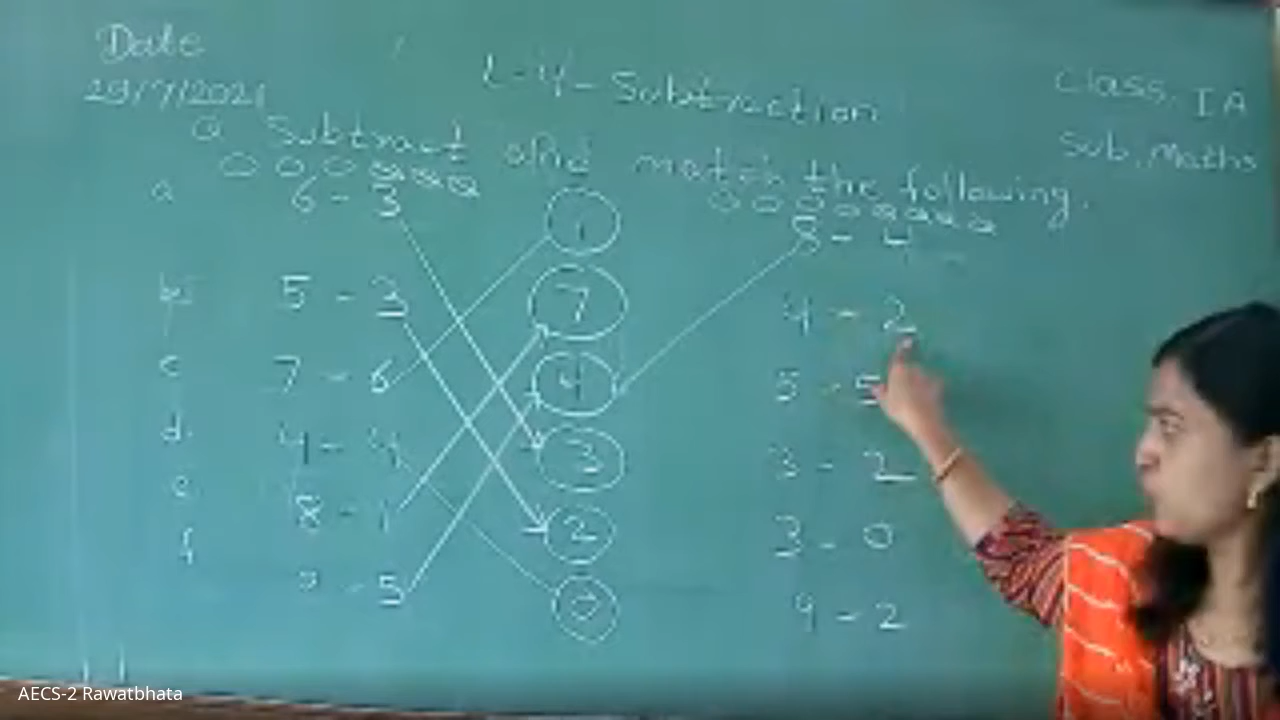 Date
29/7/2021
L-4- Subtraction
Class. I A
Sub. Maths
Q Subtract and match the following.
a 6 - 3 1 8 - 4
b 5 - 3 7 4 - 2
c 7 - 6 4 5 - 5
d. 4 - 4 3 3 - 2
e 8 - 1 2 3 - 0
f - 5 0 9 - 2
AECS-2 Rawatbhata